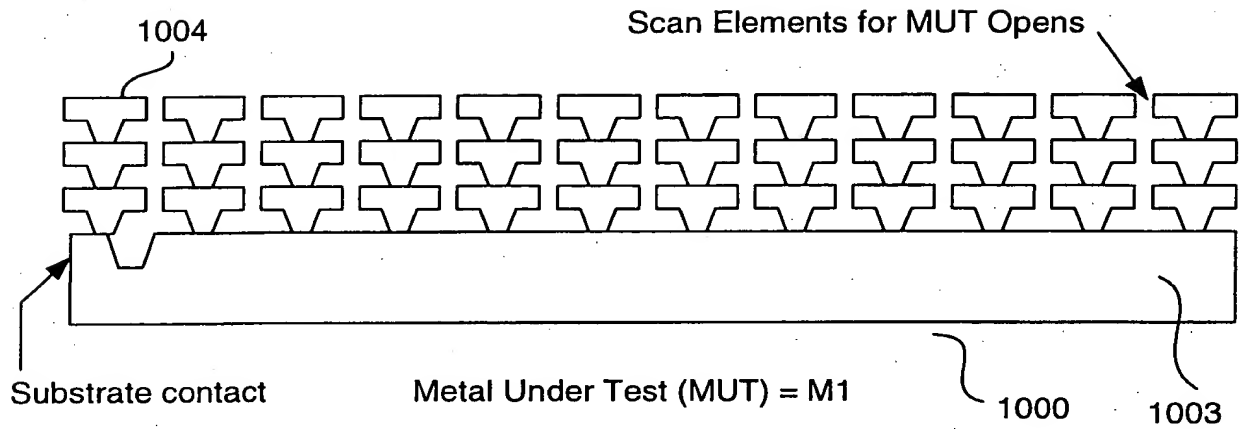 1004
Scan Elements for MUT Opens
Substrate contact
Metal Under Test (MUT) = M1
1000
1003